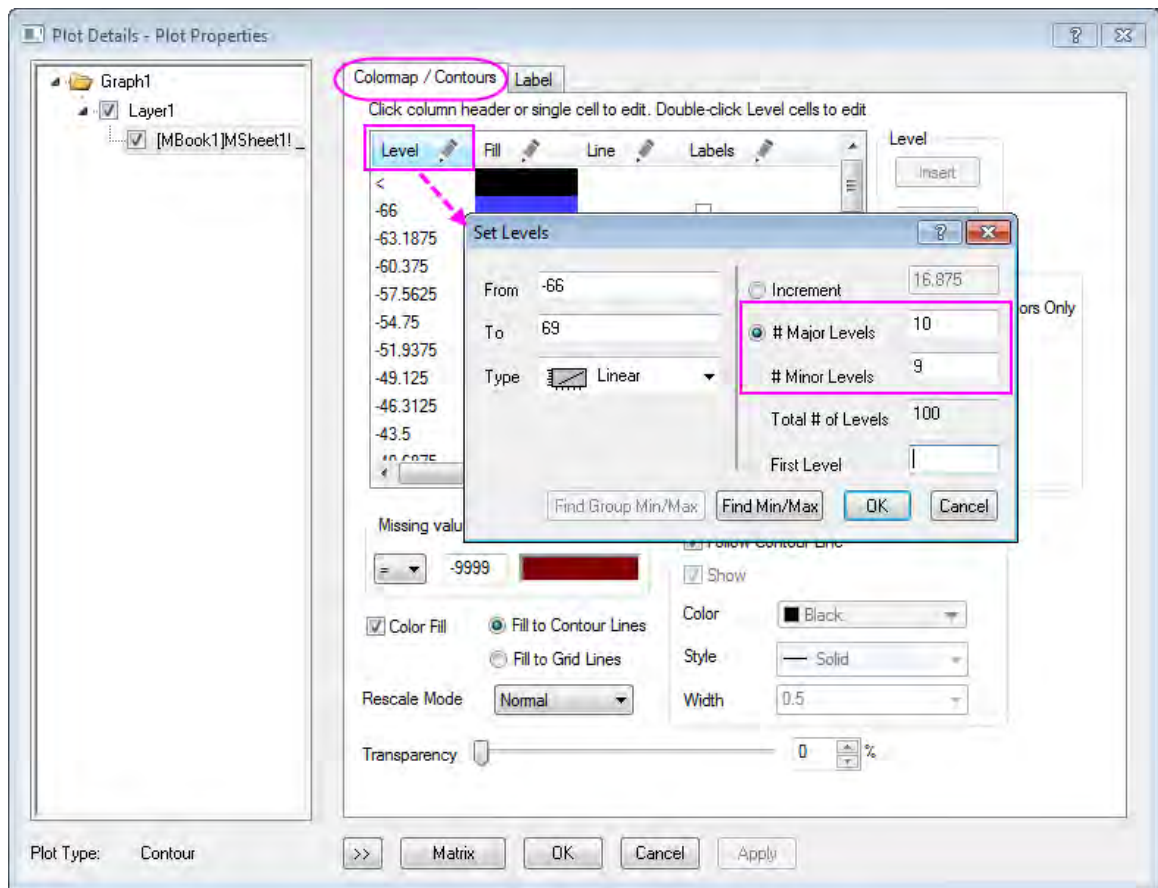 Plot Details - Plot Properties
Graph1
Layer1
[MBook1]MSheet1! _
Colormap / Contours Label
Click column header or single cell to edit. Double-click Level cells to edit
Level Fill Line Labels
<
-66
-63.1875
-60.375
-57.5625
-54.75
-51.9375
-49.125
-46.3125
-43.5
Level
Insert
ors Only
Set Levels
From -66
To 69
Type Linear
Increment 16.875
# Major Levels 10
# Minor Levels 9
Total # of Levels 100
First Level
Find Group Min/Max Find Min/Max OK Cancel
Missing valu
= -9999
Follow Contour Line
Show
Color Fill Fill to Contour Lines
Fill to Grid Lines
Color Black
Style Solid
Width 0.5
Rescale Mode Normal
Transparency 0 %
Plot Type: Contour
>> Matrix OK Cancel Apply